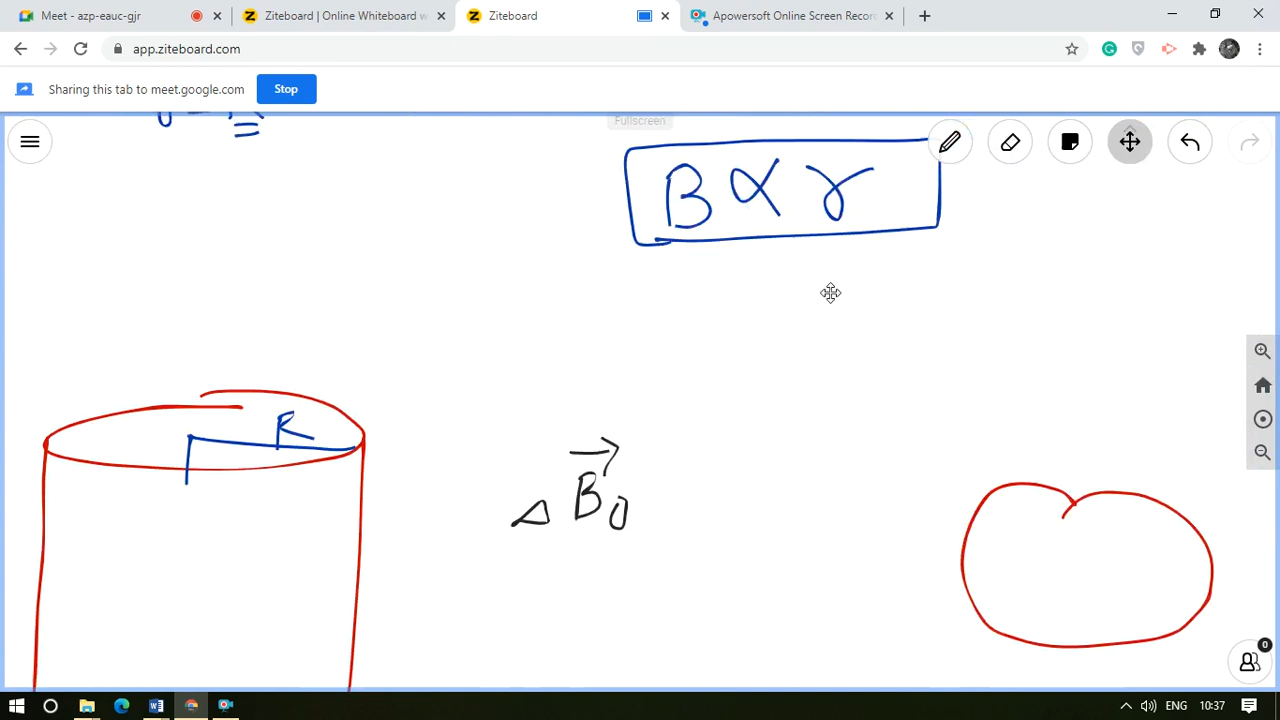 Meet - azp-eauc-gjr
Ziteboard | Online Whiteboard w
Ziteboard
Apowersoft Online Screen Recor
app.ziteboard.com
Sharing this tab to meet.google.com
Stop
Fullscreen
B ∝ r
R
Δ B⃗₀
0
ENG
10:37